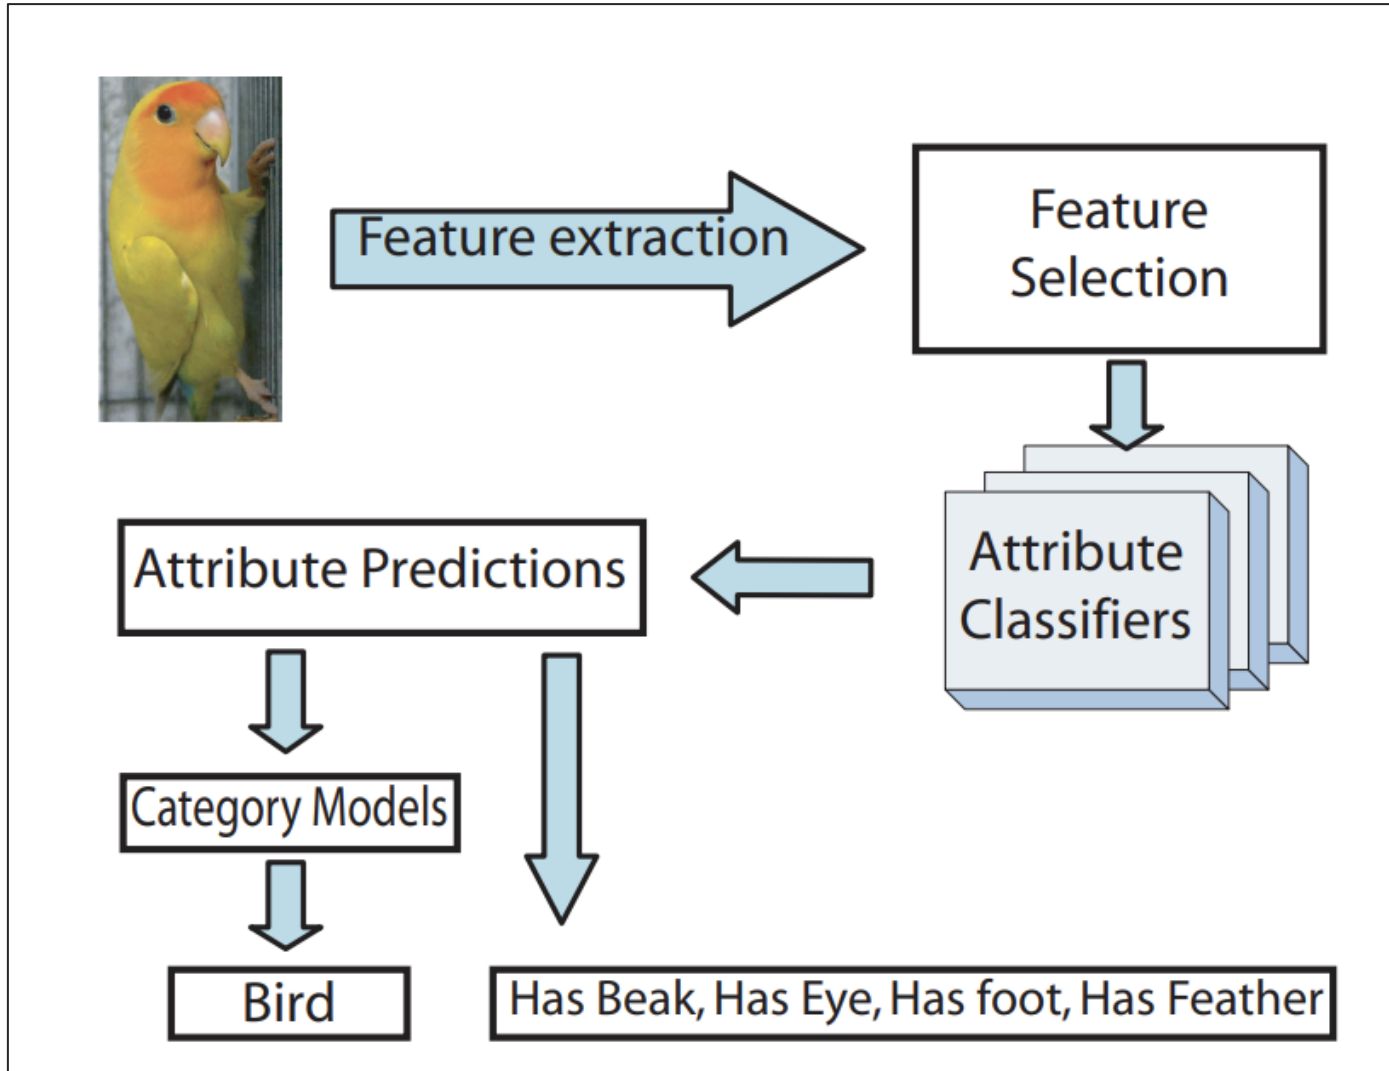 Feature extraction
Feature
Selection
Attribute
Classifiers
Attribute Predictions
Category Models
Bird
Has Beak, Has Eye, Has foot, Has Feather